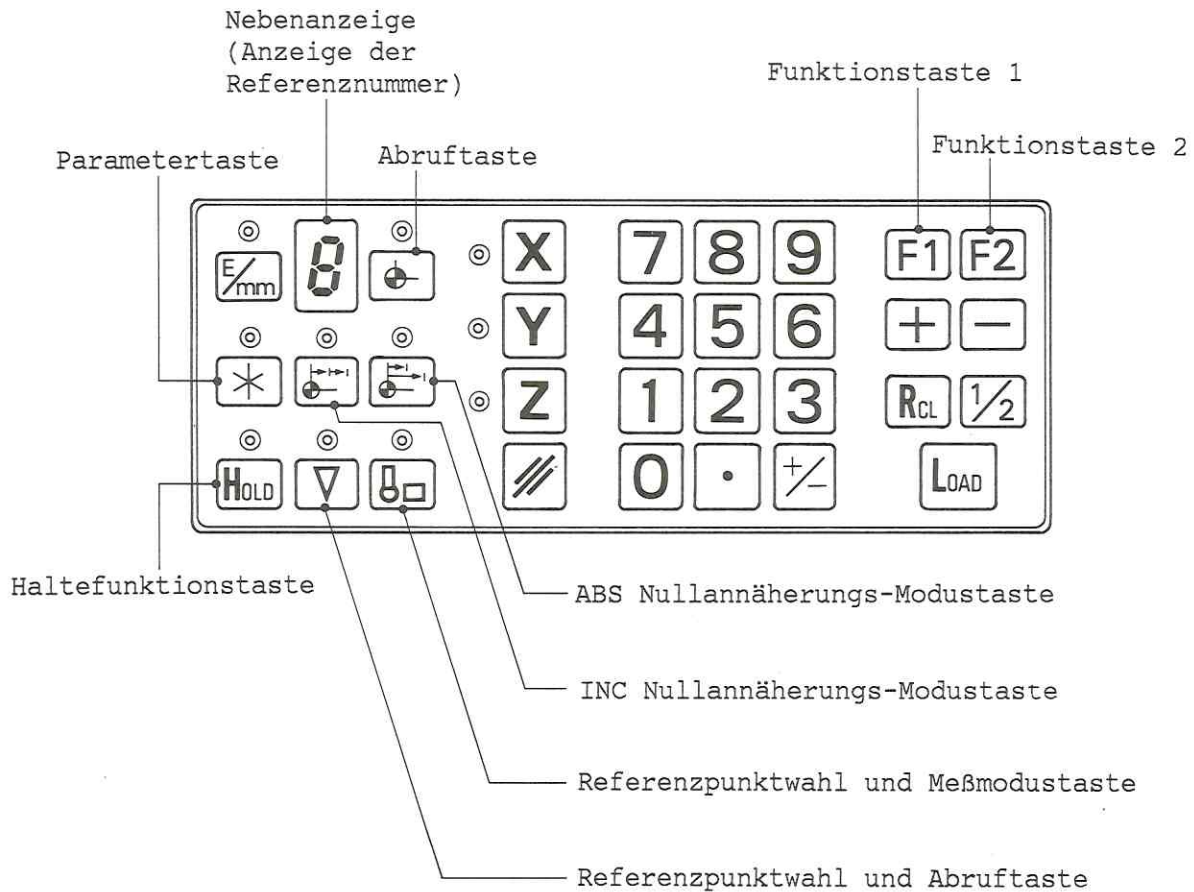 Nebenanzeige
(Anzeige der
Referenznummer)
Funktionstaste 1
Funktionstaste 2
Parametertaste
Abruftaste
E/mm
8
X
7
8
9
F1
F2
Y
4
5
6
+
−
Z
1
2
3
RCL
1/2
HOLD
0
.
+/−
LOAD
Haltefunktionstaste
ABS Nullannäherungs-Modustaste
INC Nullannäherungs-Modustaste
Referenzpunktwahl und Meßmodustaste
Referenzpunktwahl und Abruftaste